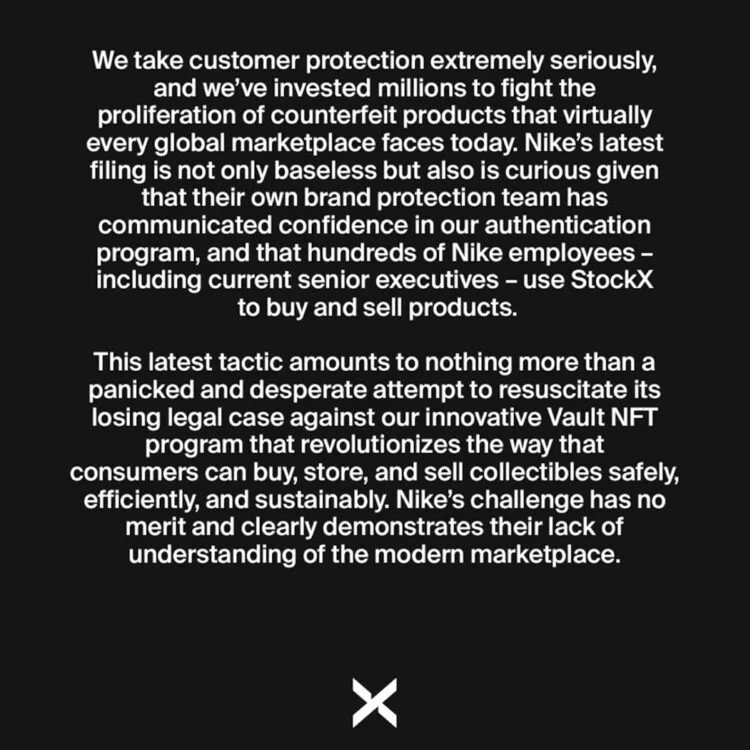 We take customer protection extremely seriously,
and we’ve invested millions to fight the
proliferation of counterfeit products that virtually
every global marketplace faces today. Nike’s latest
filing is not only baseless but also is curious given
that their own brand protection team has
communicated confidence in our authentication
program, and that hundreds of Nike employees –
including current senior executives – use StockX
to buy and sell products.
This latest tactic amounts to nothing more than a
panicked and desperate attempt to resuscitate its
losing legal case against our innovative Vault NFT
program that revolutionizes the way that
consumers can buy, store, and sell collectibles safely,
efficiently, and sustainably. Nike’s challenge has no
merit and clearly demonstrates their lack of
understanding of the modern marketplace.